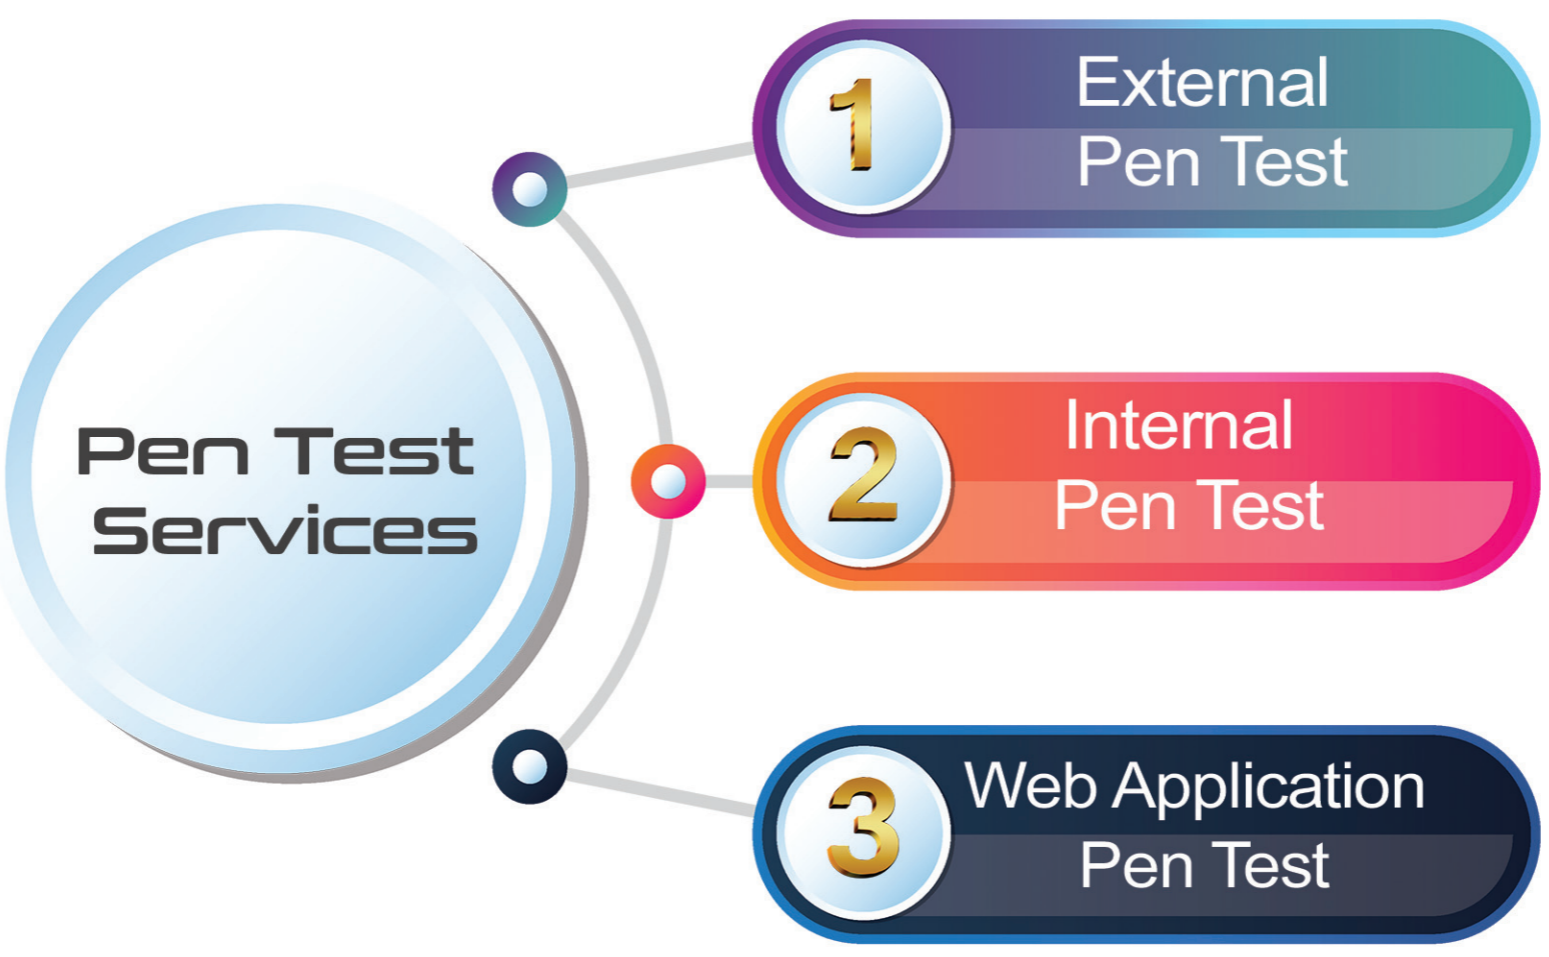 Pen Test
Services
1
External
Pen Test
2
Internal
Pen Test
3
Web Application
Pen Test